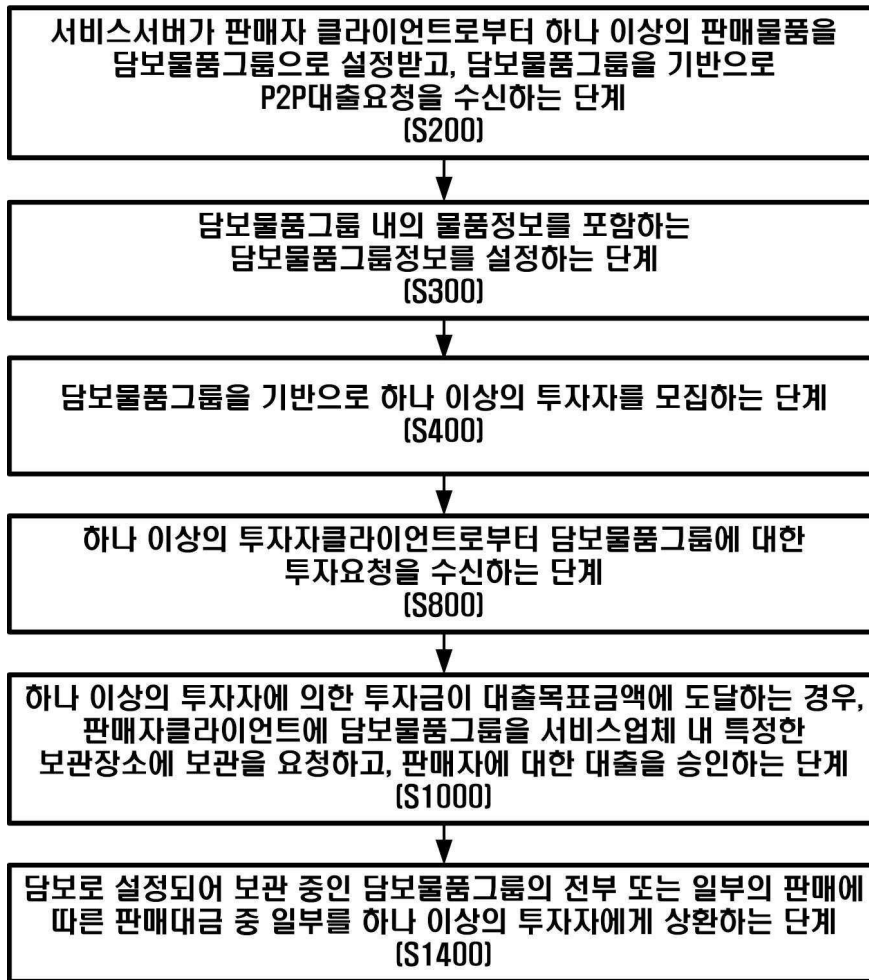 서비스서버가 판매자 클라이언트로부터 하나 이상의 판매물품을
담보물품그룹으로 설정받고, 담보물품그룹을 기반으로
P2P대출요청을 수신하는 단계
(S200)
담보물품그룹 내의 물품정보를 포함하는
담보물품그룹정보를 설정하는 단계
(S300)
담보물품그룹을 기반으로 하나 이상의 투자자를 모집하는 단계
(S400)
하나 이상의 투자자클라이언트로부터 담보물품그룹에 대한
투자요청을 수신하는 단계
(S800)
하나 이상의 투자자에 의한 투자금이 대출목표금액에 도달하는 경우,
판매자클라이언트에 담보물품그룹을 서비스업체 내 특정한
보관장소에 보관을 요청하고, 판매자에 대한 대출을 승인하는 단계
(S1000)
담보로 설정되어 보관 중인 담보물품그룹의 전부 또는 일부의 판매에
따른 판매대금 중 일부를 하나 이상의 투자자에게 상환하는 단계
(S1400)